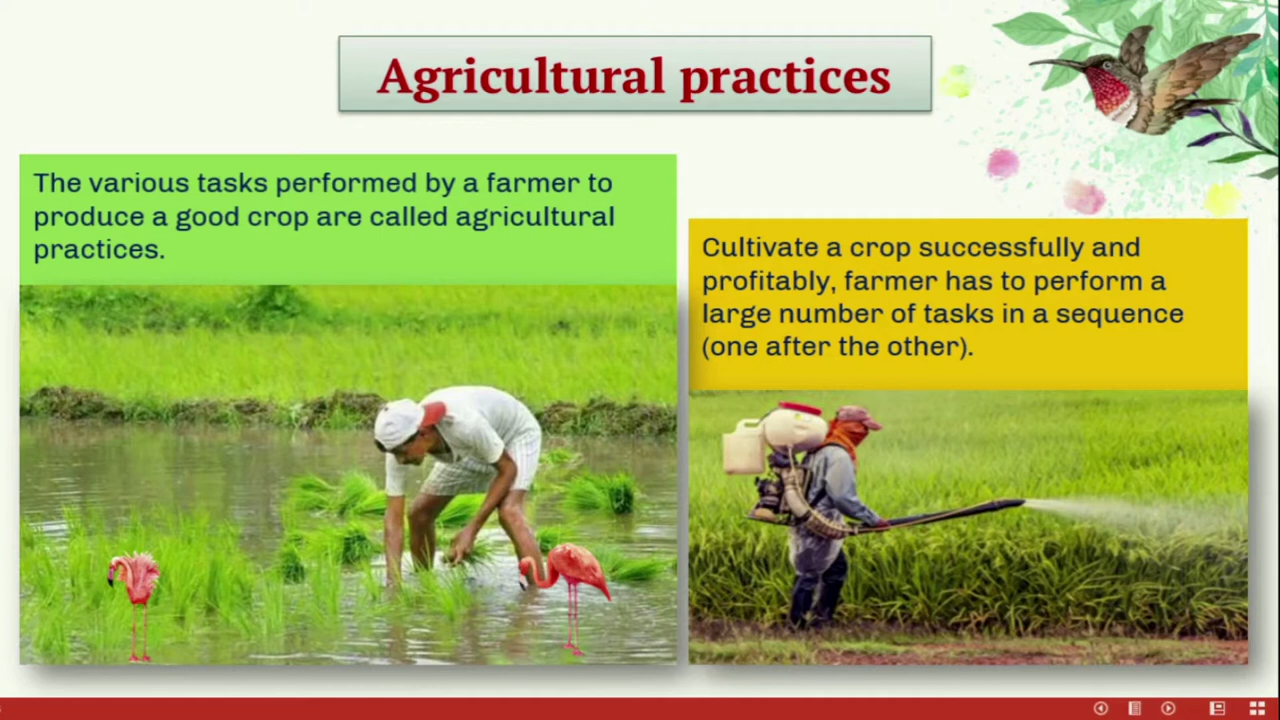 Agricultural practices
The various tasks performed by a farmer to
produce a good crop are called agricultural
practices.
Cultivate a crop successfully and
profitably, farmer has to perform a
large number of tasks in a sequence
(one after the other).